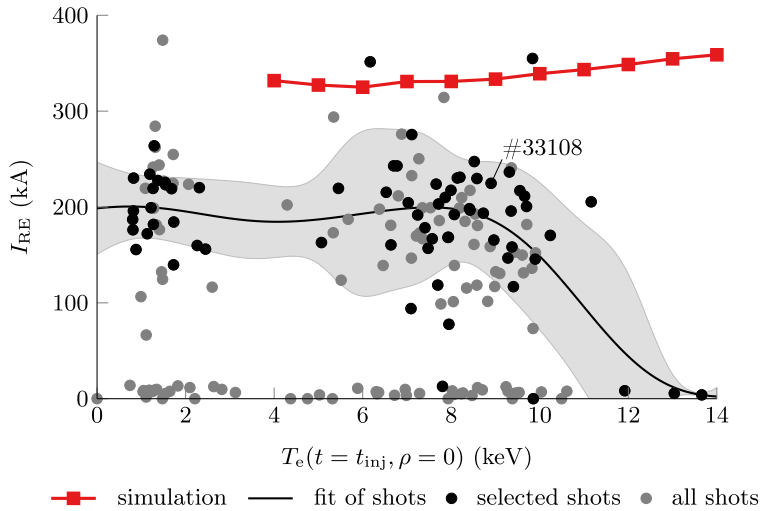 400
300
200
100
0
I_RE (kA)
#33108
0 2 4 6 8 10 12 14
T_e(t = t_inj, ρ = 0) (keV)
simulation fit of shots selected shots all shots